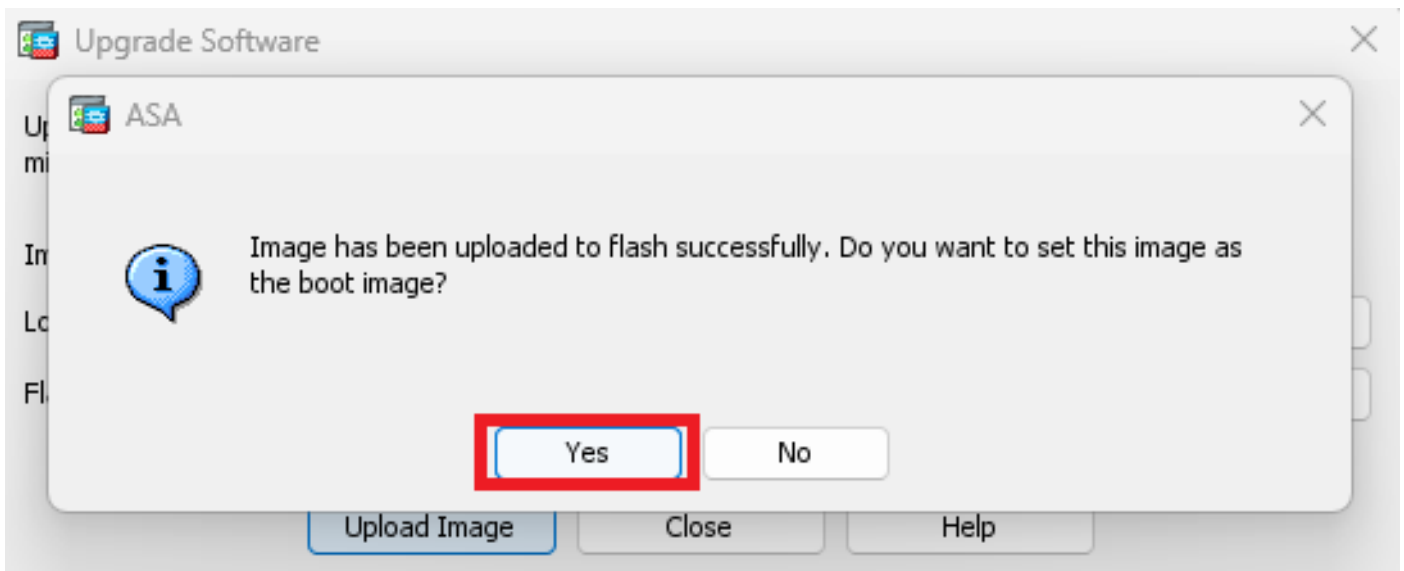 Upgrade Software
ASA
Image has been uploaded to flash successfully. Do you want to set this image as
the boot image?
Yes
No
Upload Image
Close
Help